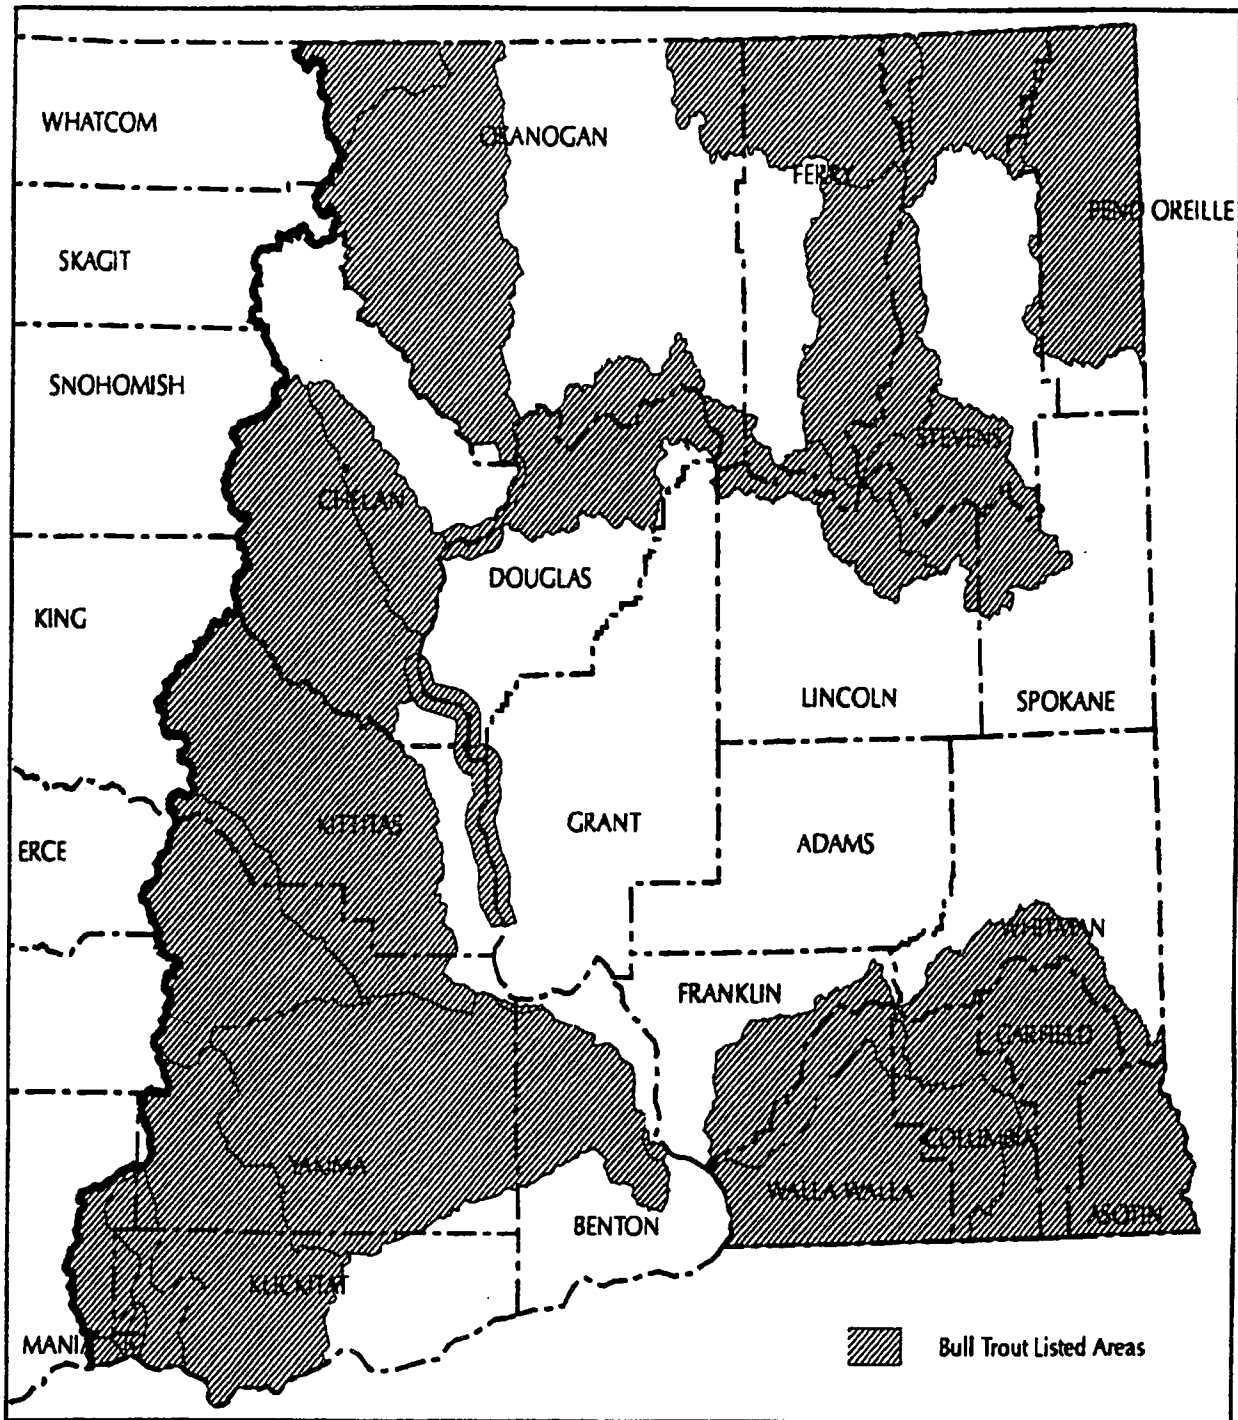 WHATCOM
OKANOGAN
FERRY
PEND OREILLE
SKAGIT
SNOHOMISH
STEVENS
CHELAN
DOUGLAS
KING
LINCOLN
SPOKANE
KITTITAS
GRANT
ADAMS
ERCE
WHITMAN
FRANKLIN
GARFIELD
COLUMBIA
YAKIMA
WALLA WALLA
ASOTIN
BENTON
KLICKITAT
MANIA
Bull Trout Listed Areas